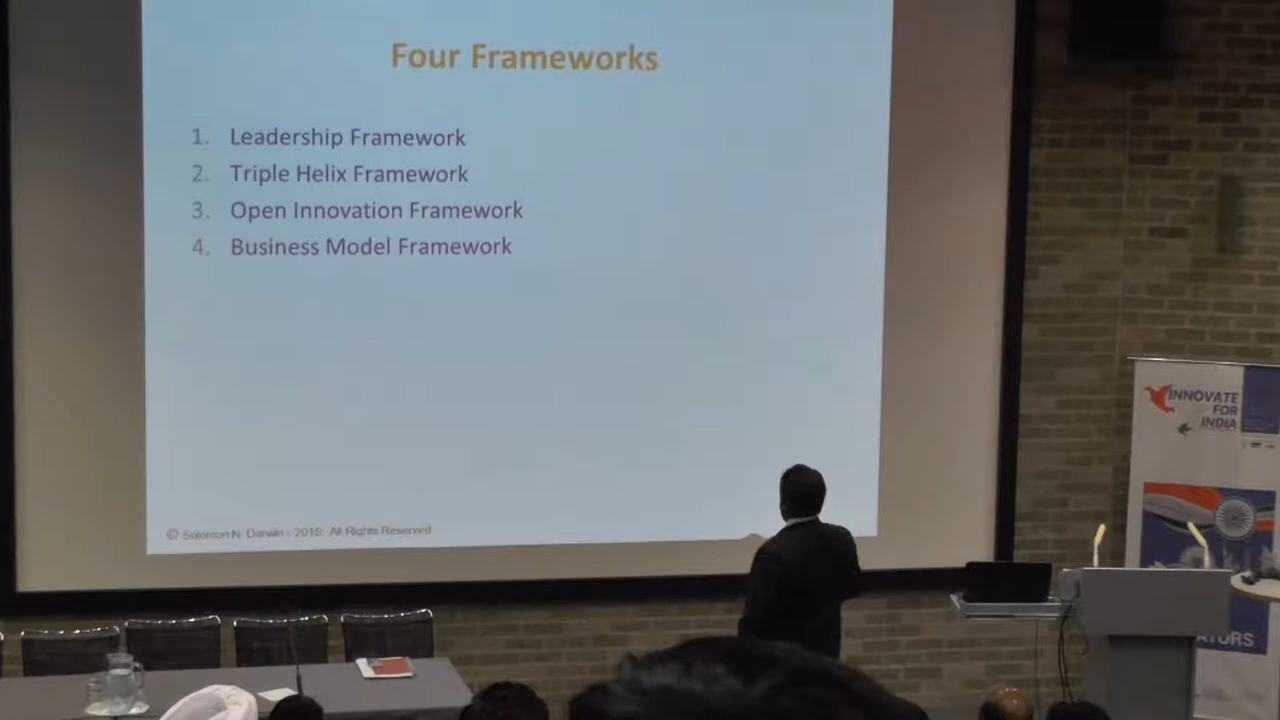 Four Frameworks
1. Leadership Framework
2. Triple Helix Framework
3. Open Innovation Framework
4. Business Model Framework
© Solomon N. Darwin - 2015; All Rights Reserved
INNOVATE
FOR
INDIA
ATORS